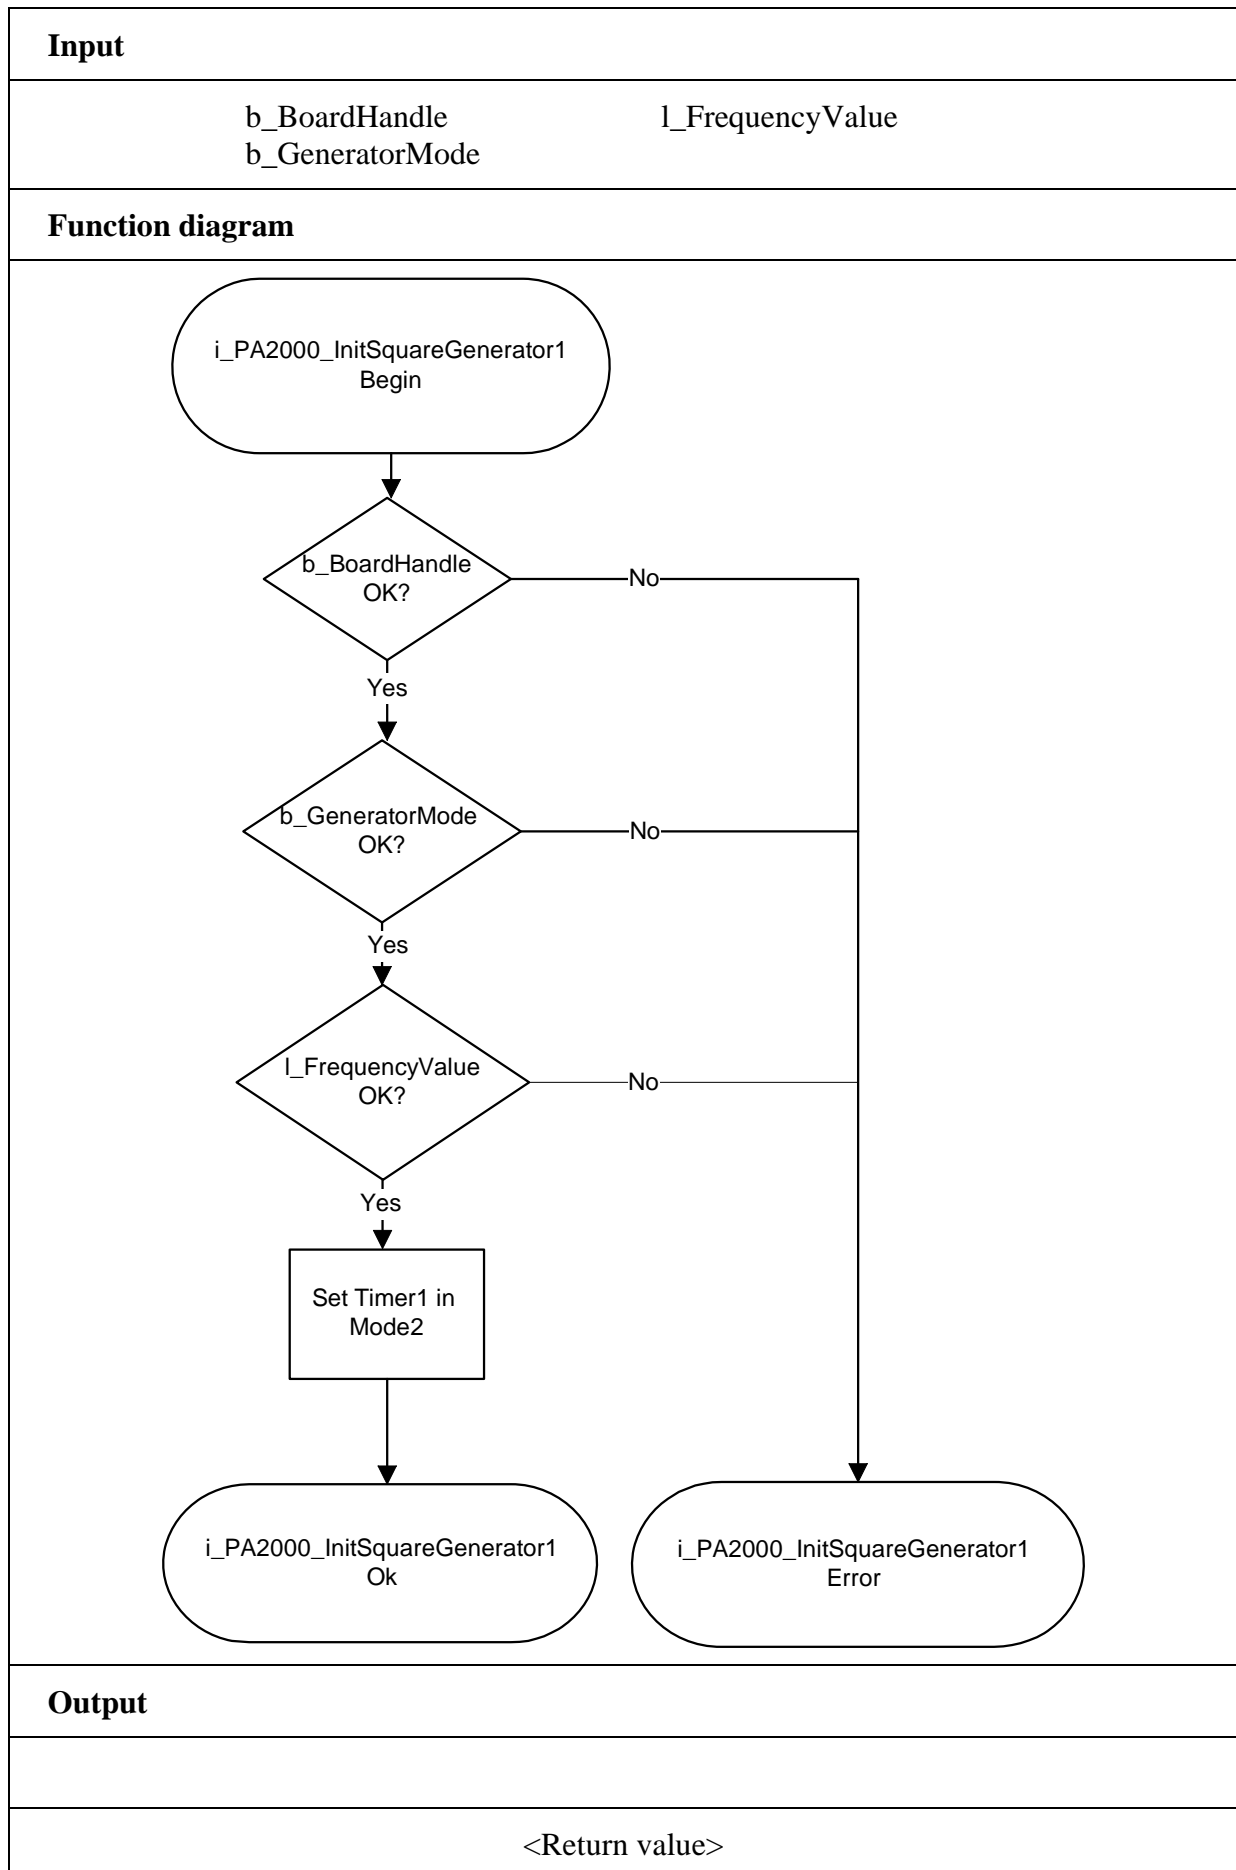 Input
b_BoardHandle l_FrequencyValue
b_GeneratorMode
Function diagram
i_PA2000_InitSquareGenerator1
Begin
b_BoardHandle
OK?
No
Yes
b_GeneratorMode
OK?
No
Yes
l_FrequencyValue
OK?
No
Yes
Set Timer1 in
Mode2
i_PA2000_InitSquareGenerator1
Ok
i_PA2000_InitSquareGenerator1
Error
Output
<Return value>